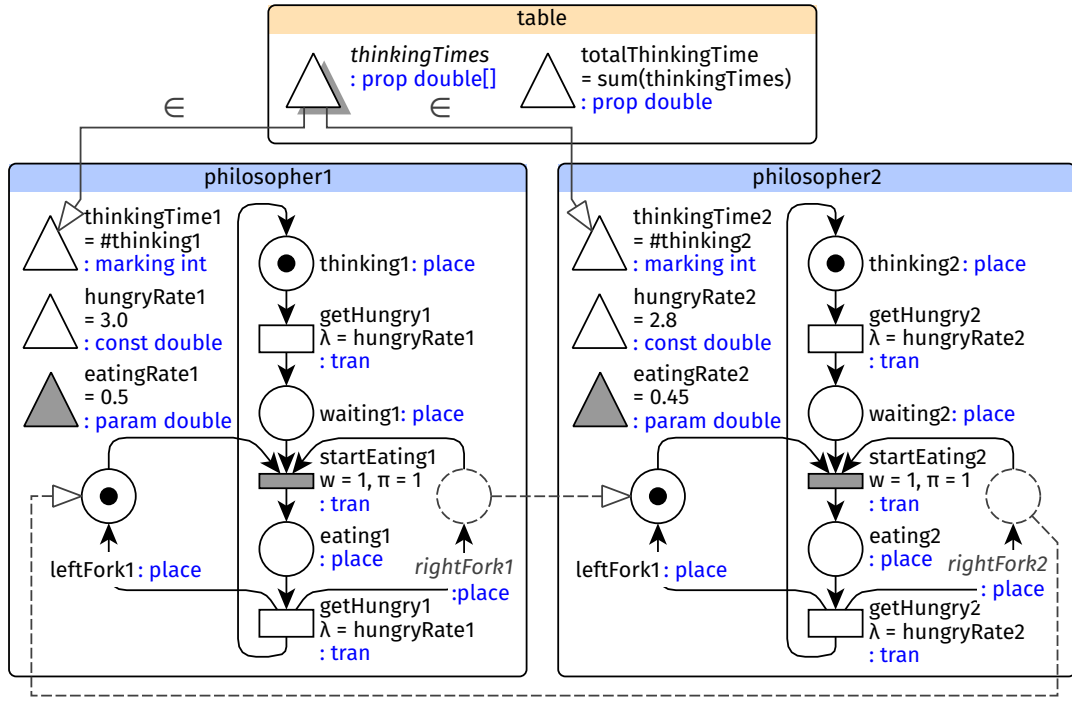 table
thinkingTimes
: prop double[]
totalThinkingTime
= sum(thinkingTimes)
: prop double
∈
∈
philosopher1
thinkingTime1
= #thinking1
: marking int
hungryRate1
= 3.0
: const double
eatingRate1
= 0.5
: param double
thinking1: place
getHungry1
λ = hungryRate1
: tran
waiting1: place
startEating1
w = 1, π = 1
: tran
eating1
: place
leftFork1: place
rightFork1
:place
getHungry1
λ = hungryRate1
: tran
philosopher2
thinkingTime2
= #thinking2
: marking int
hungryRate2
= 2.8
: const double
eatingRate2
= 0.45
: param double
thinking2: place
getHungry2
λ = hungryRate2
: tran
waiting2: place
startEating2
w = 1, π = 1
: tran
eating2
: place
leftFork1: place
rightFork2
: place
getHungry2
λ = hungryRate2
: tran